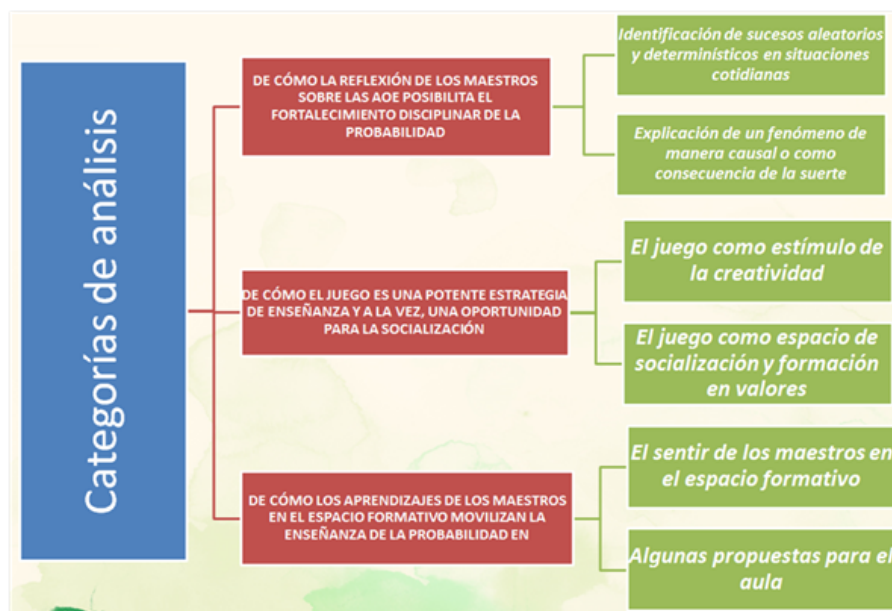 Categorías de análisis
DE CÓMO LA REFLEXIÓN DE LOS MAESTROS
SOBRE LAS AOE POSIBILITA EL
FORTALECIMIENTO DISCIPLINAR DE LA
PROBABILIDAD
Identificación de sucesos aleatorios
y determinísticos en situaciones
cotidianas
Explicación de un fenómeno de
manera causal o como
consecuencia de la suerte
DE CÓMO EL JUEGO ES UNA POTENTE ESTRATEGIA
DE ENSEÑANZA Y A LA VEZ, UNA OPORTUNIDAD
PARA LA SOCIALIZACIÓN
El juego como estímulo de
la creatividad
El juego como espacio de
socialización y formación
en valores
DE CÓMO LOS APRENDIZAJES DE LOS MAESTROS
EN EL ESPACIO FORMATIVO MOVILIZAN LA
ENSEÑANZA DE LA PROBABILIDAD EN
El sentir de los maestros en
el espacio formativo
Algunas propuestas para el
aula